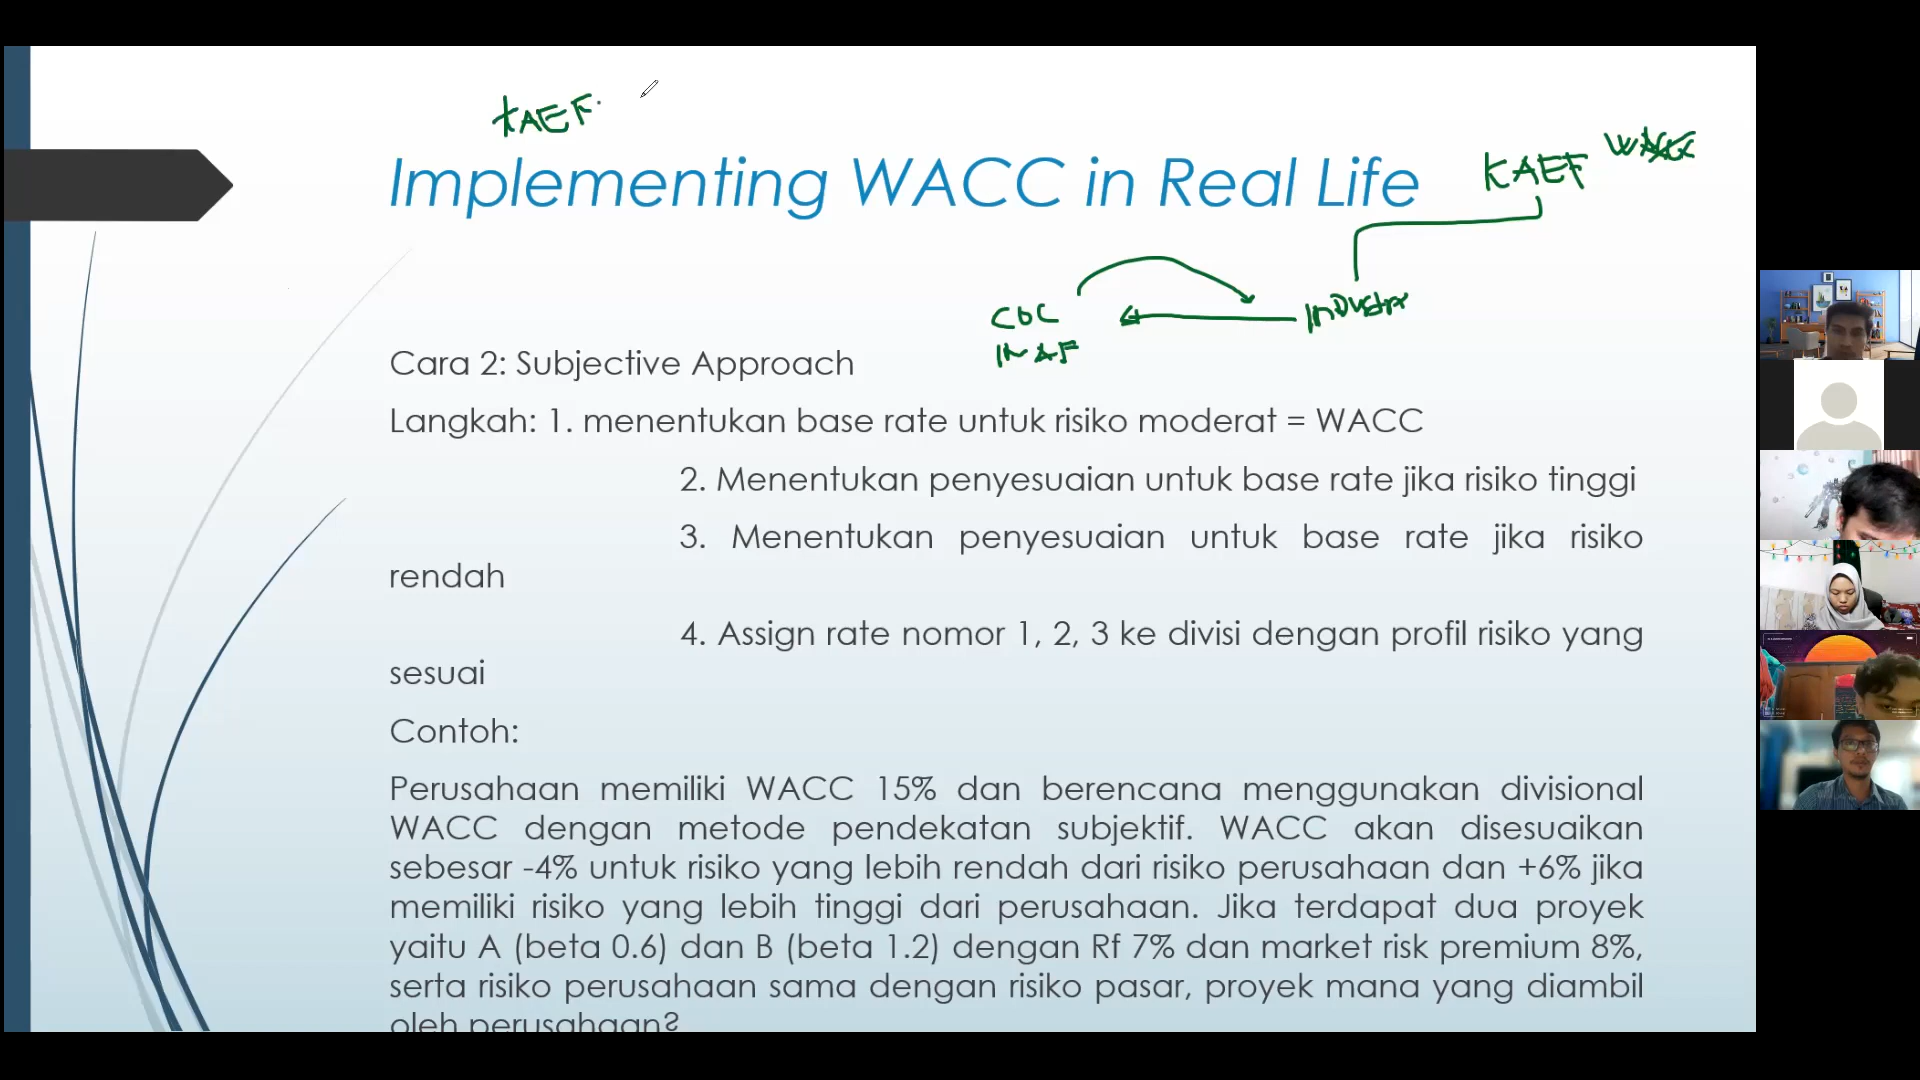 KAEF
Implementing WACC in Real Life
KAEF WACC
COC
INAF
Industry
Cara 2: Subjective Approach
Langkah: 1. menentukan base rate untuk risiko moderat = WACC
2. Menentukan penyesuaian untuk base rate jika risiko tinggi
3. Menentukan penyesuaian untuk base rate jika risiko
rendah
4. Assign rate nomor 1, 2, 3 ke divisi dengan profil risiko yang
sesuai
Contoh:
Perusahaan memiliki WACC 15% dan berencana menggunakan divisional
WACC dengan metode pendekatan subjektif. WACC akan disesuaikan
sebesar -4% untuk risiko yang lebih rendah dari risiko perusahaan dan +6% jika
memiliki risiko yang lebih tinggi dari perusahaan. Jika terdapat dua proyek
yaitu A (beta 0.6) dan B (beta 1.2) dengan Rf 7% dan market risk premium 8%,
serta risiko perusahaan sama dengan risiko pasar, proyek mana yang diambil
oleh perusahaan?